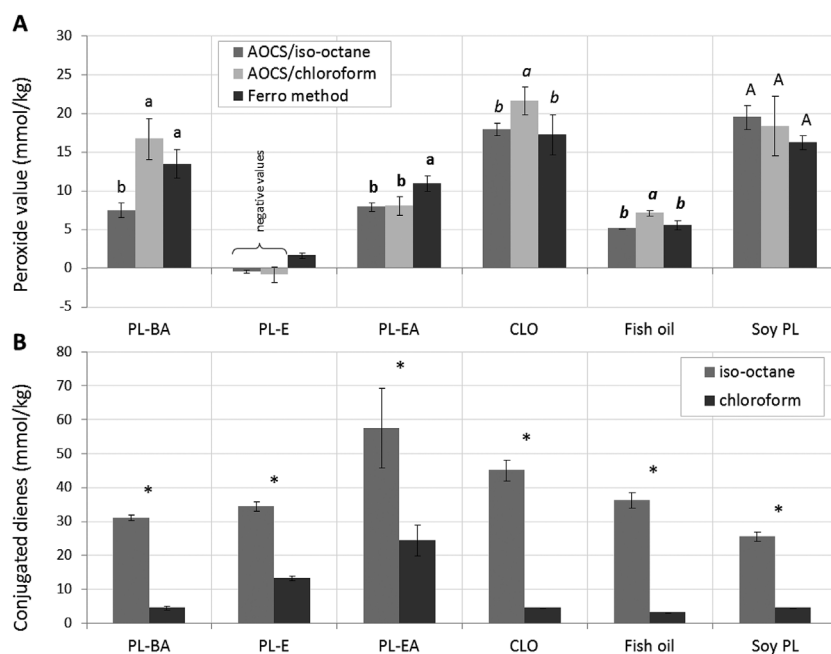 A
Peroxide value (mmol/kg)
30
25
20
15
10
5
0
-5
AOCS/iso-octane
AOCS/chloroform
Ferro method
b a a
negative values
b b a
b a b
b a b
A A A
PL-BA PL-E PL-EA CLO Fish oil Soy PL
B
Conjugated dienes (mmol/kg)
80
70
60
50
40
30
20
10
0
iso-octane
chloroform
* * * * * *
PL-BA PL-E PL-EA CLO Fish oil Soy PL